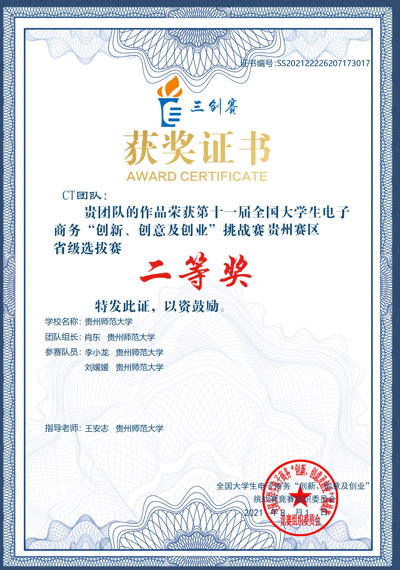 证书编号:SS202122226207173017
三创赛
获奖证书
AWARD CERTIFICATE
CT团队:
贵团队的作品荣获第十一届全国大学生电子
商务“创新、创意及创业”挑战赛贵州赛区
省级选拔赛
二等奖
特发此证,以资鼓励。
学校名称: 贵州师范大学
团队组长: 肖东 贵州师范大学
参赛队员: 李小龙 贵州师范大学
刘媛媛 贵州师范大学
指导老师: 王安志 贵州师范大学
全国大学生电子商务“创新、创意及创业”
挑战赛竞赛组织委员会
2021 年 8 月 1 日
竞赛组织委员会